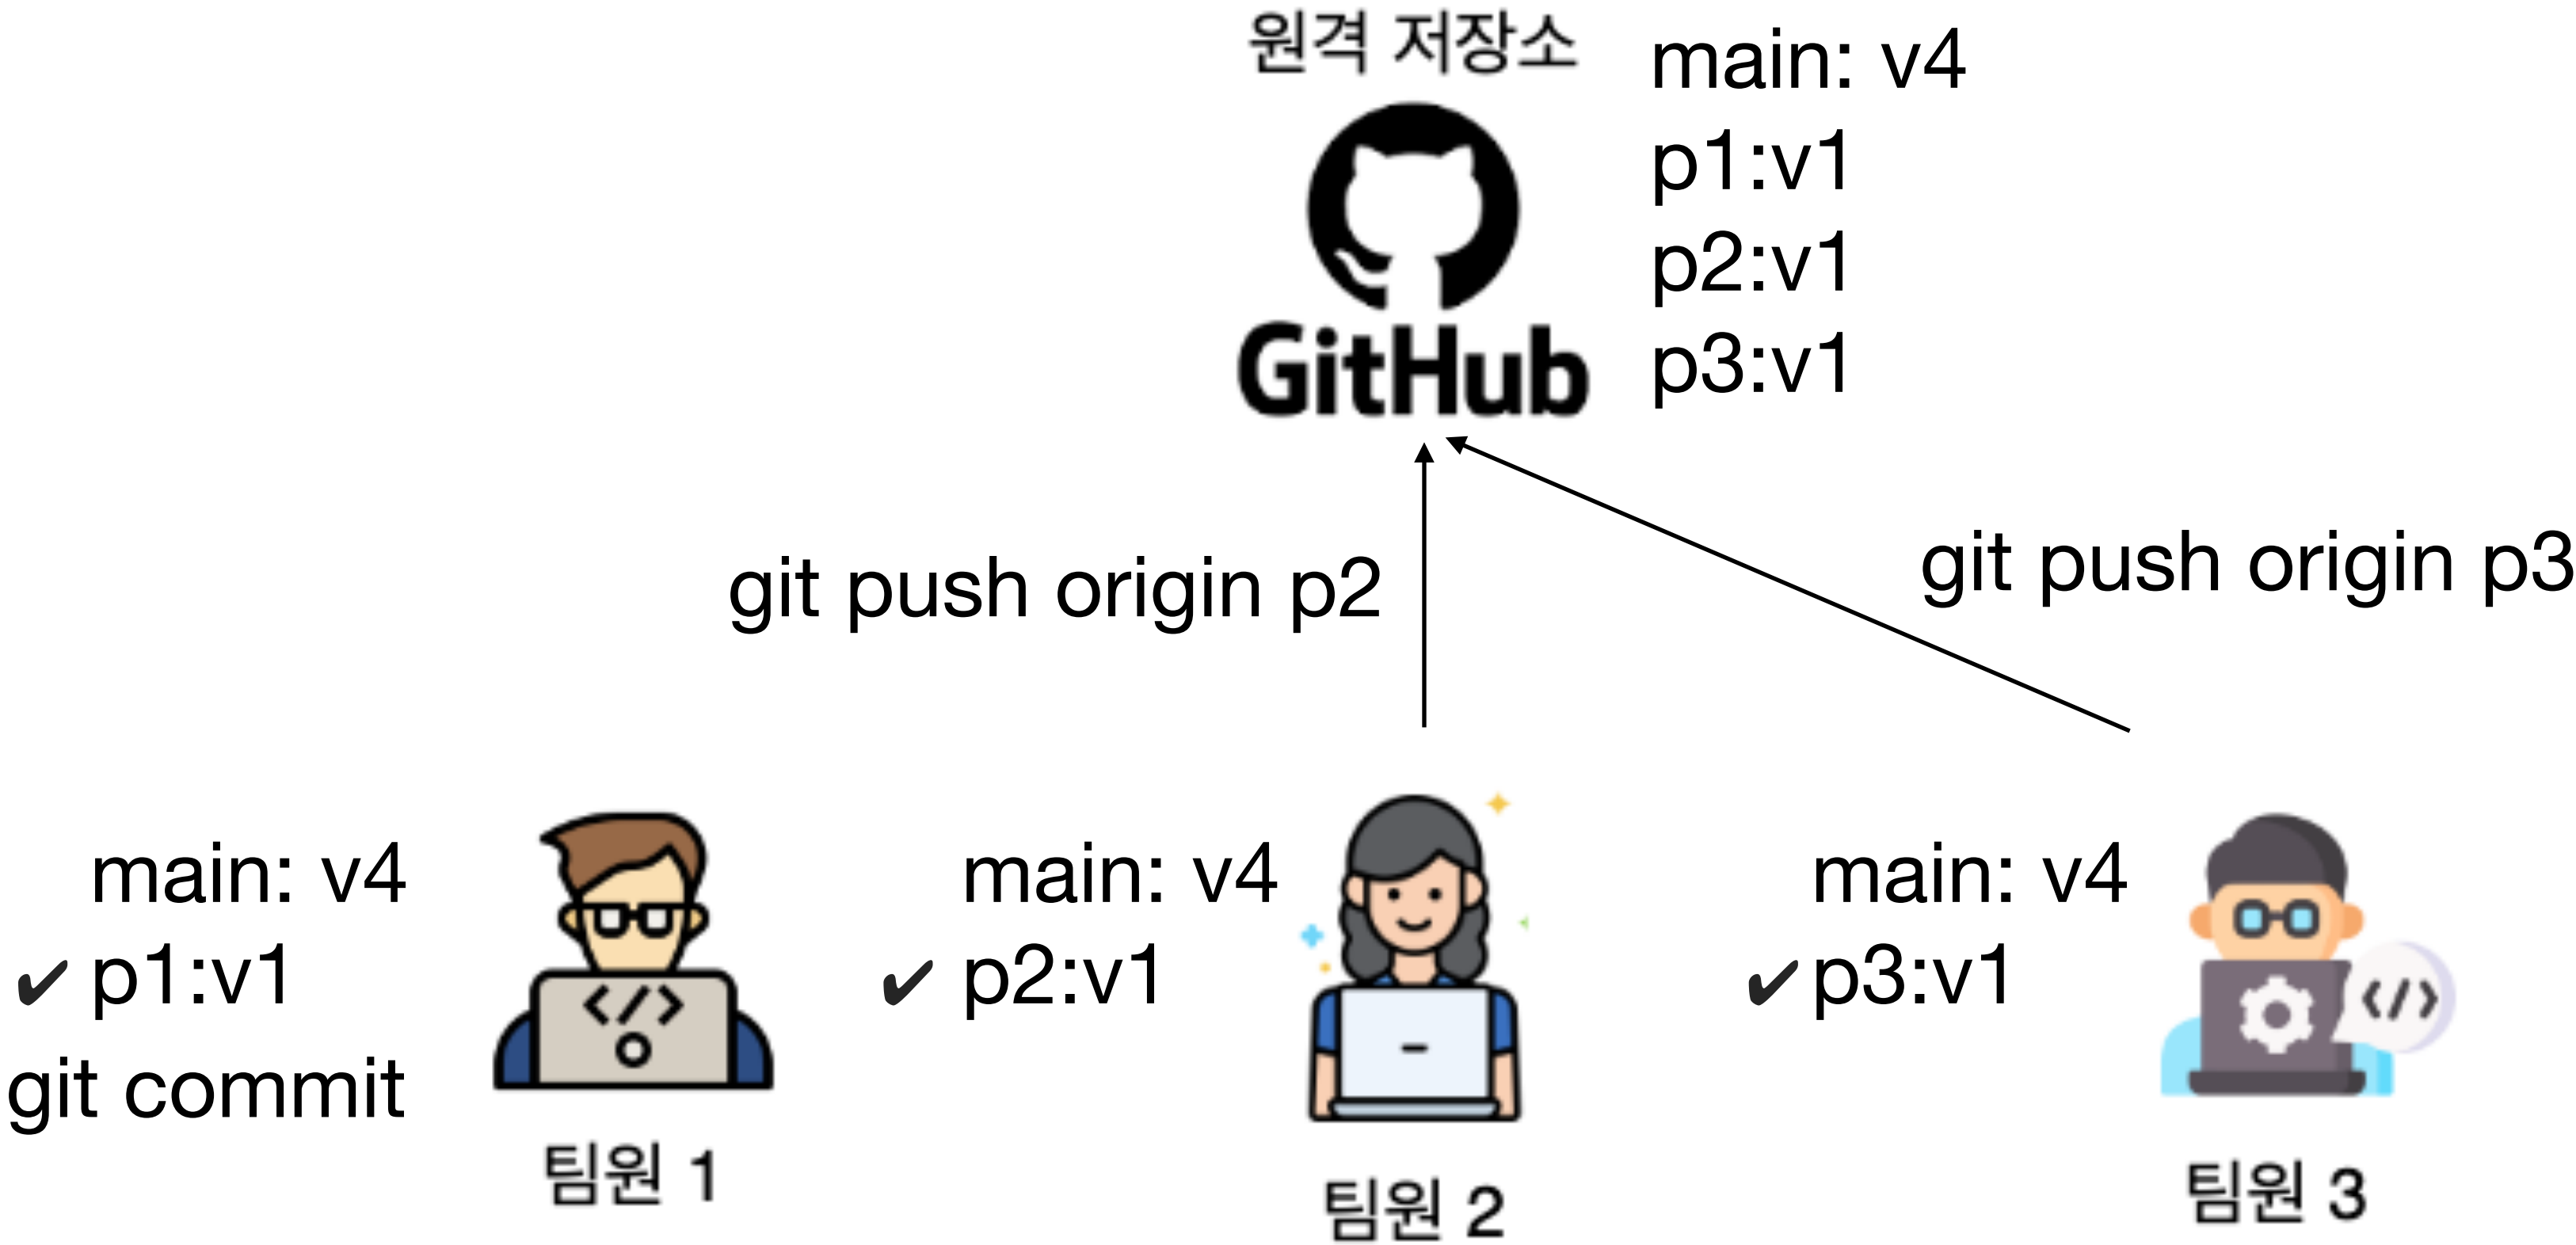 원격 저장소
main: v4
p1:v1
p2:v1
p3:v1
GitHub
git push origin p2
git push origin p3
main: v4
✔ p1:v1
git commit
</>
팀원 1
main: v4
✔ p2:v1
팀원 2
main: v4
✔ p3:v1
</>
팀원 3